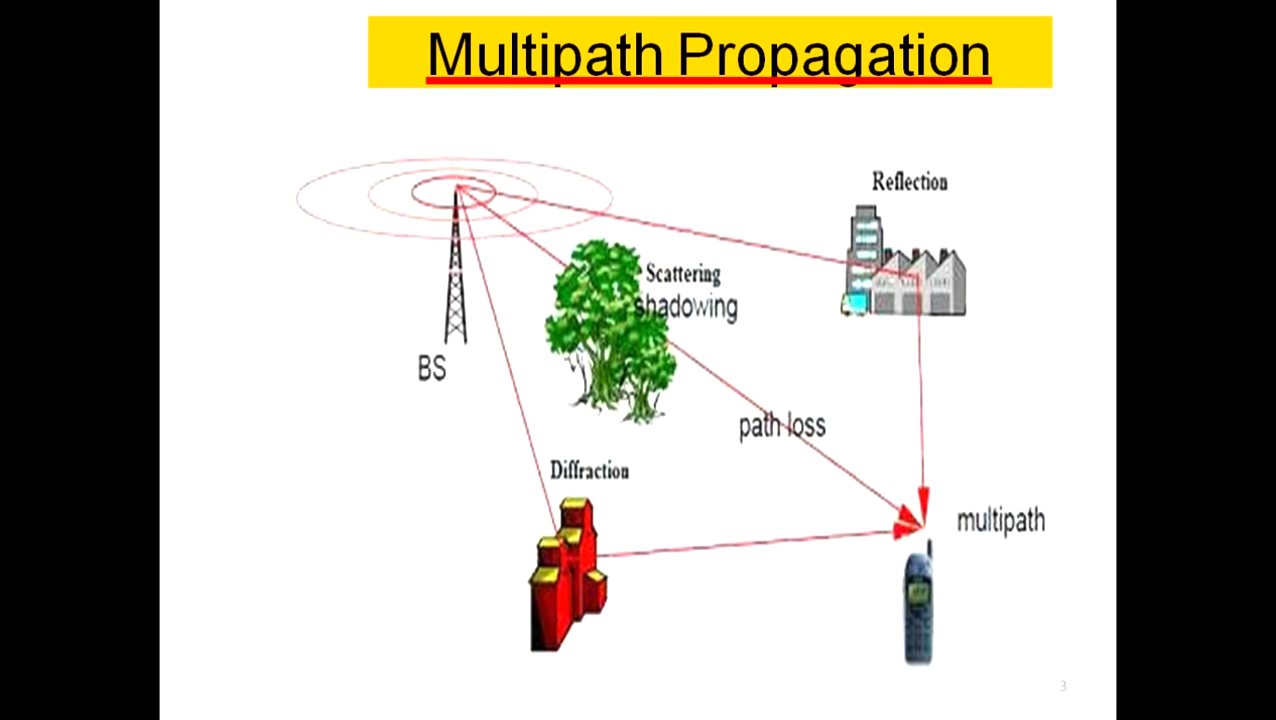 Multipath Propagation
Reflection
Scattering
shadowing
BS
path loss
Diffraction
multipath
3